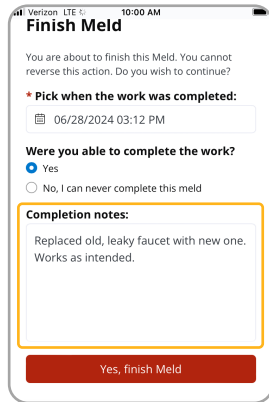 Verizon LTE 10:00 AM
Finish Meld
You are about to finish this Meld. You cannot
reverse this action. Do you wish to continue?
* Pick when the work was completed:
06/28/2024 03:12 PM
Were you able to complete the work?
Yes
No, I can never complete this meld
Completion notes:
Replaced old, leaky faucet with new one.
Works as intended.
Yes, finish Meld